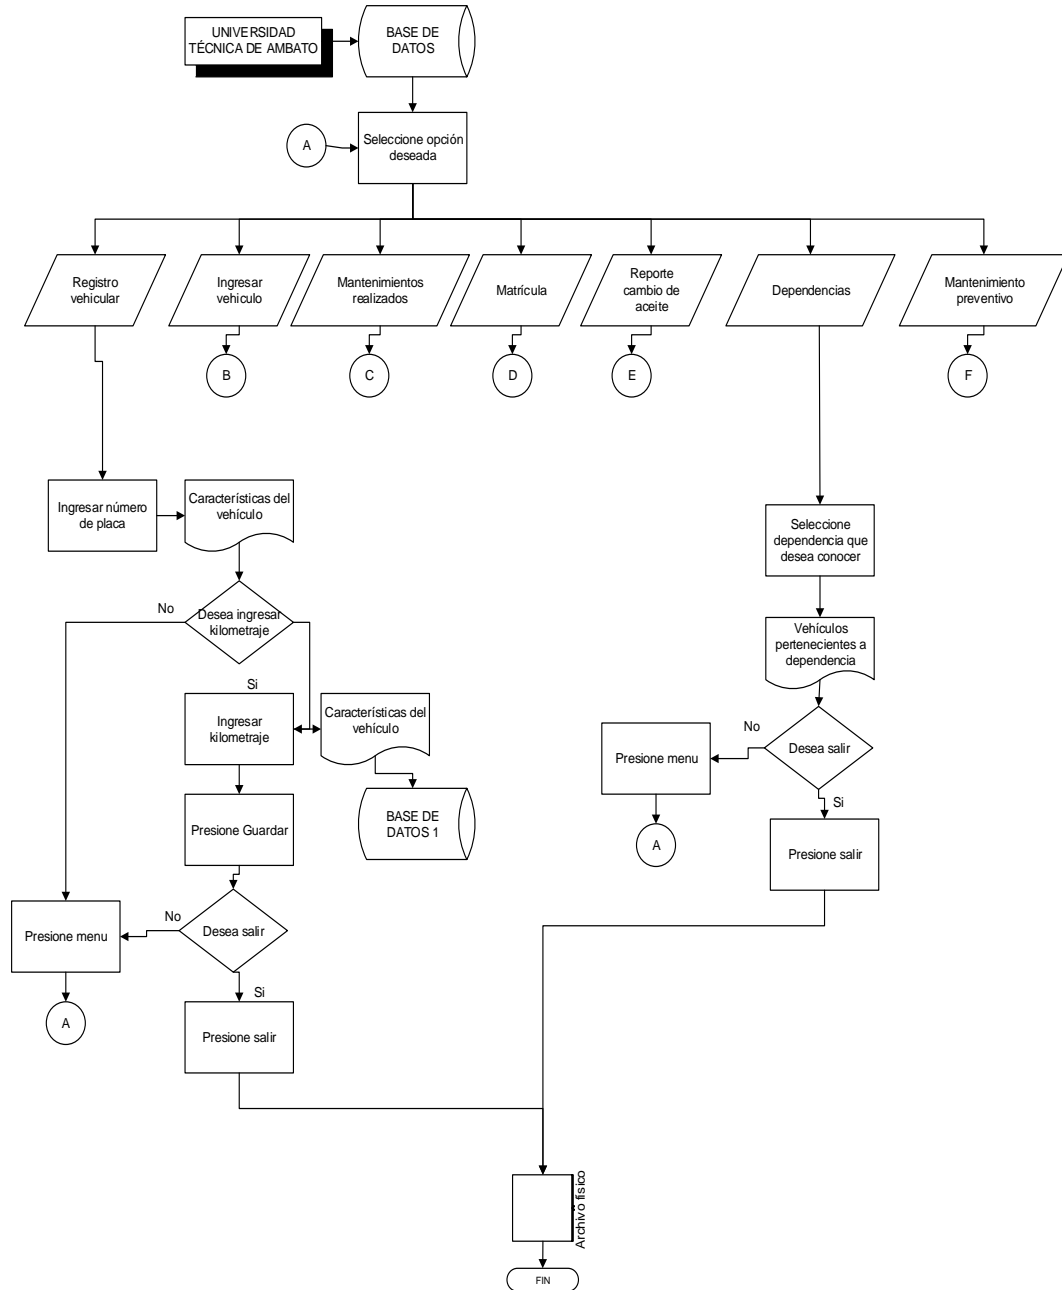 UNIVERSIDAD
TÉCNICA DE AMBATO
BASE DE
DATOS
A
Seleccione opción
deseada
Registro
vehicular
Ingresar
vehiculo
Mantenimientos
realizados
Matrícula
Reporte
cambio de
aceite
Dependencias
Mantenimiento
preventivo
B
C
D
E
F
Ingresar número
de placa
Características del
vehículo
Seleccione
dependencia que
desea conocer
No
Desea ingresar
kilometraje
Vehículos
pertenecientes a
dependencia
Si
Ingresar
kilometraje
Características del
vehículo
No
Desea salir
Presione menu
Si
Presione Guardar
BASE DE
DATOS 1
A
Presione salir
No
Desea salir
Presione menu
Si
A
Presione salir
Archivo físico
FIN